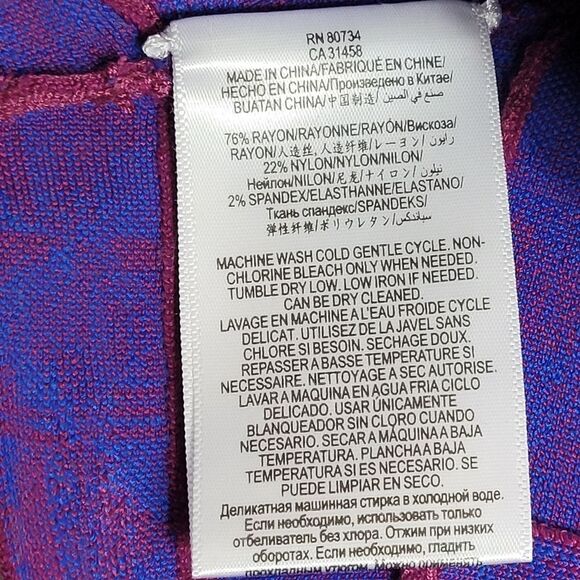 RN 80734
CA 31458
MADE IN CHINA/FABRIQUÉ EN CHINE/
HECHO EN CHINA/Произведено в Китае/
BUATAN CHINA/中国制造/صنع في الصين/
76% RAYON/RAYONNE/RAYÓN/Вискоза/
RAYON/人造丝, 人造纤维/レーヨン/رايون/
22% NYLON/NYLON/NILON/
Нейлон/NILON/尼龙/ナイロン/نيلون/
2% SPANDEX/ELASTHANNE/ELASTANO/
Ткань спандекс/SPANDEKS/
弹性纤维/ポリウレタン/سباندكس/
MACHINE WASH COLD GENTLE CYCLE. NON-
CHLORINE BLEACH ONLY WHEN NEEDED.
TUMBLE DRY LOW. LOW IRON IF NEEDED.
CAN BE DRY CLEANED.
LAVAGE EN MACHINE A L'EAU FROIDE CYCLE
DELICAT. UTILISEZ DE LA JAVEL SANS
CHLORE SI BESOIN. SECHAGE DOUX.
REPASSER A BASSE TEMPERATURE SI
NECESSAIRE, NETTOYAGE A SEC AUTORISE.
LAVAR A MAQUINA EN AGUA FRIA CICLO
DELICADO. USAR ÚNICAMENTE
BLANQUEADOR SIN CLORO CUANDO
NECESARIO. SECAR A MÁQUINA A BAJA
TEMPERATURA. PLANCHAR A BAJA
TEMPERATURA SI ES NECESARIO. SE
PUEDE LIMPIAR EN SECO.
Деликатная машинная стирка в холодной воде.
Если необходимо, использовать только
отбеливатель без хлора. Отжим при низких
оборотах. Если необходимо, гладить
прохладным утюгом. Можно применять